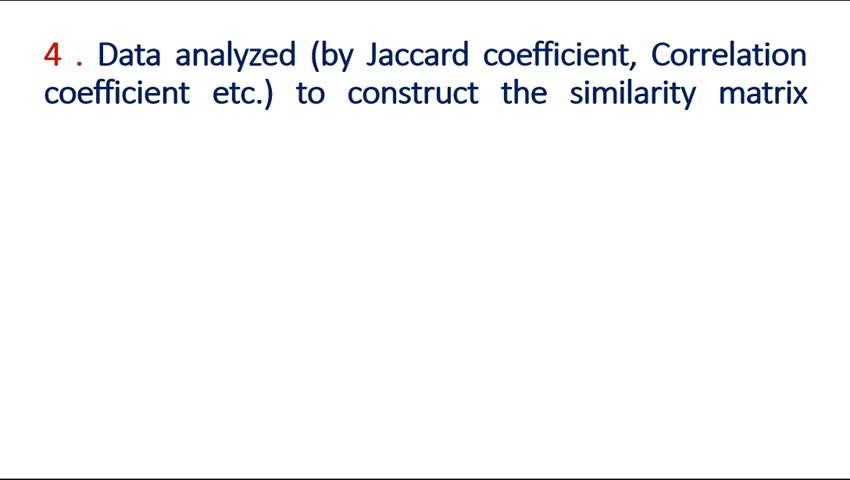 4 . Data analyzed (by Jaccard coefficient, Correlation
coefficient etc.) to construct the similarity matrix